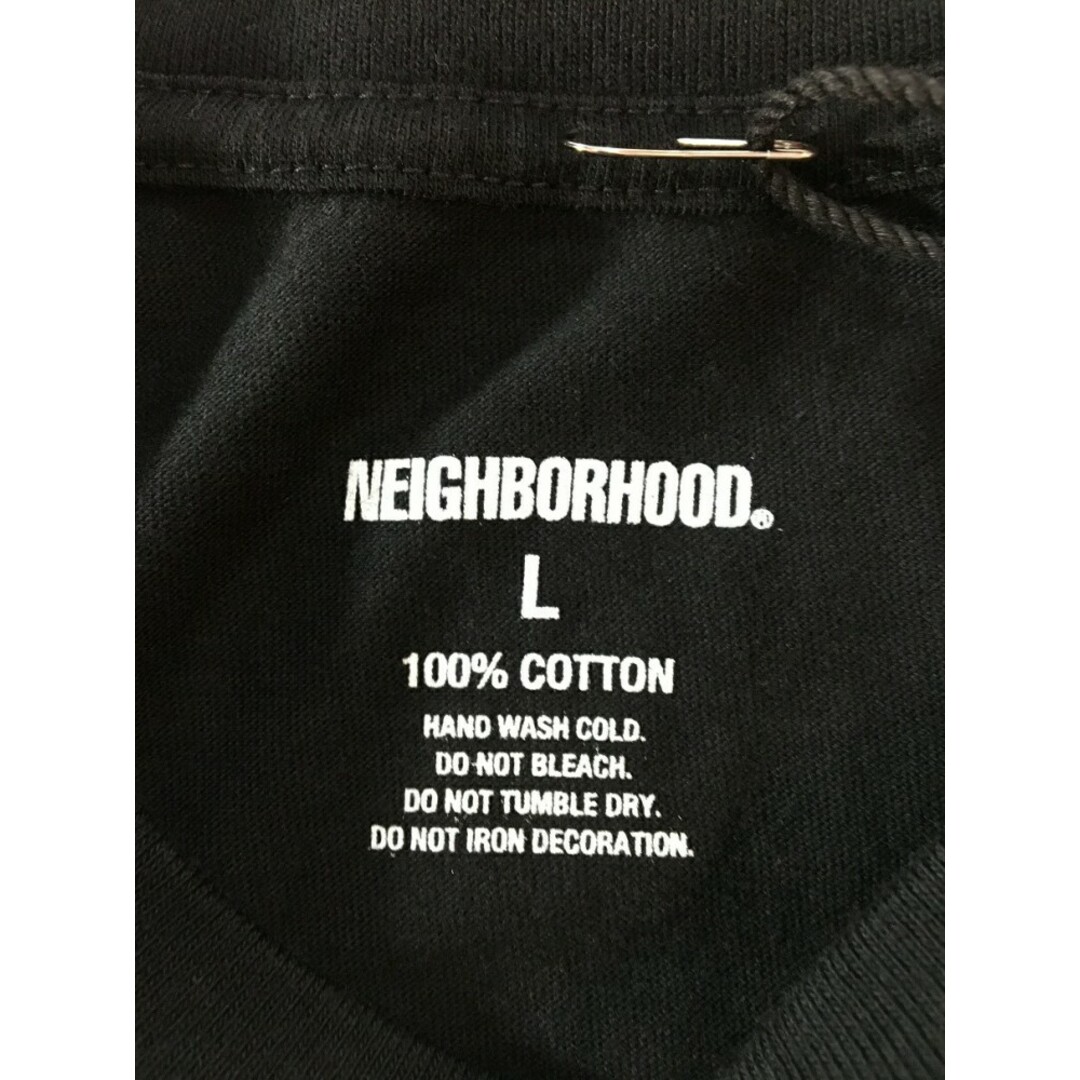 NEIGHBORHOOD.®
L
100% COTTON
HAND WASH COLD.
DO NOT BLEACH.
DO NOT TUMBLE DRY.
DO NOT IRON DECORATION.